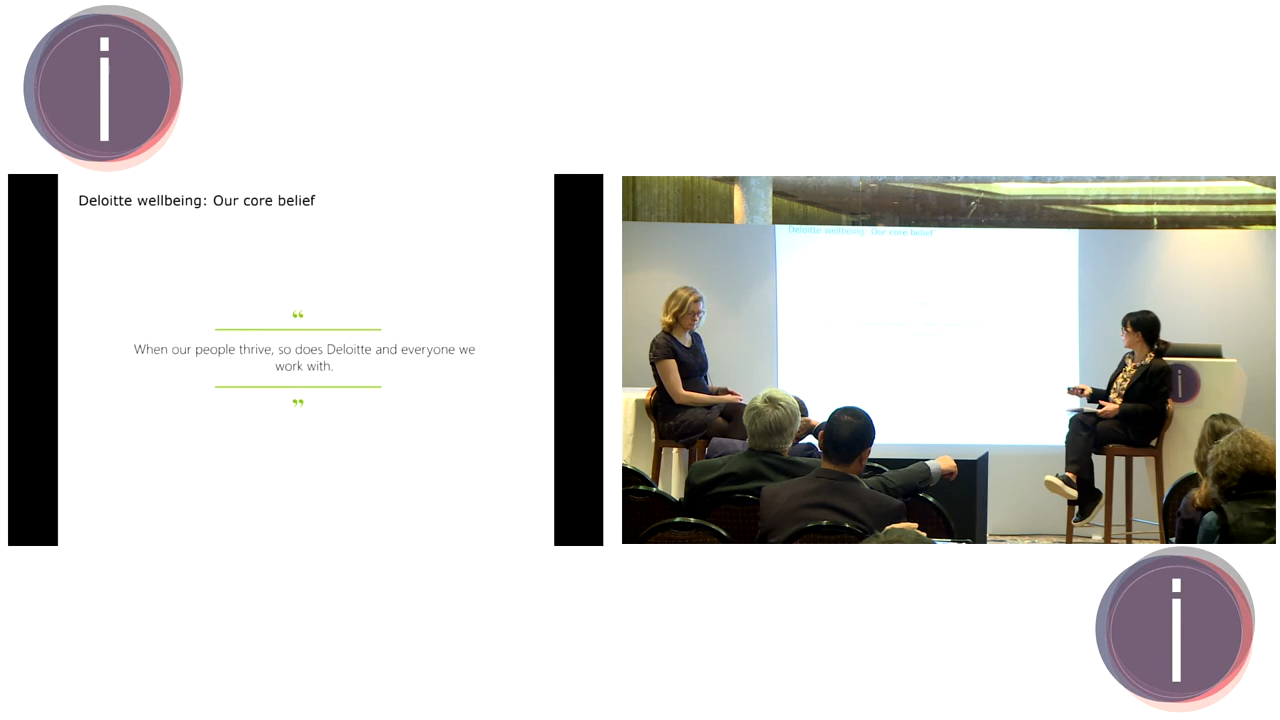 i
Deloitte wellbeing: Our core belief
“
When our people thrive, so does Deloitte and everyone we
work with.
”
Deloitte wellbeing: Our core belief
i
i